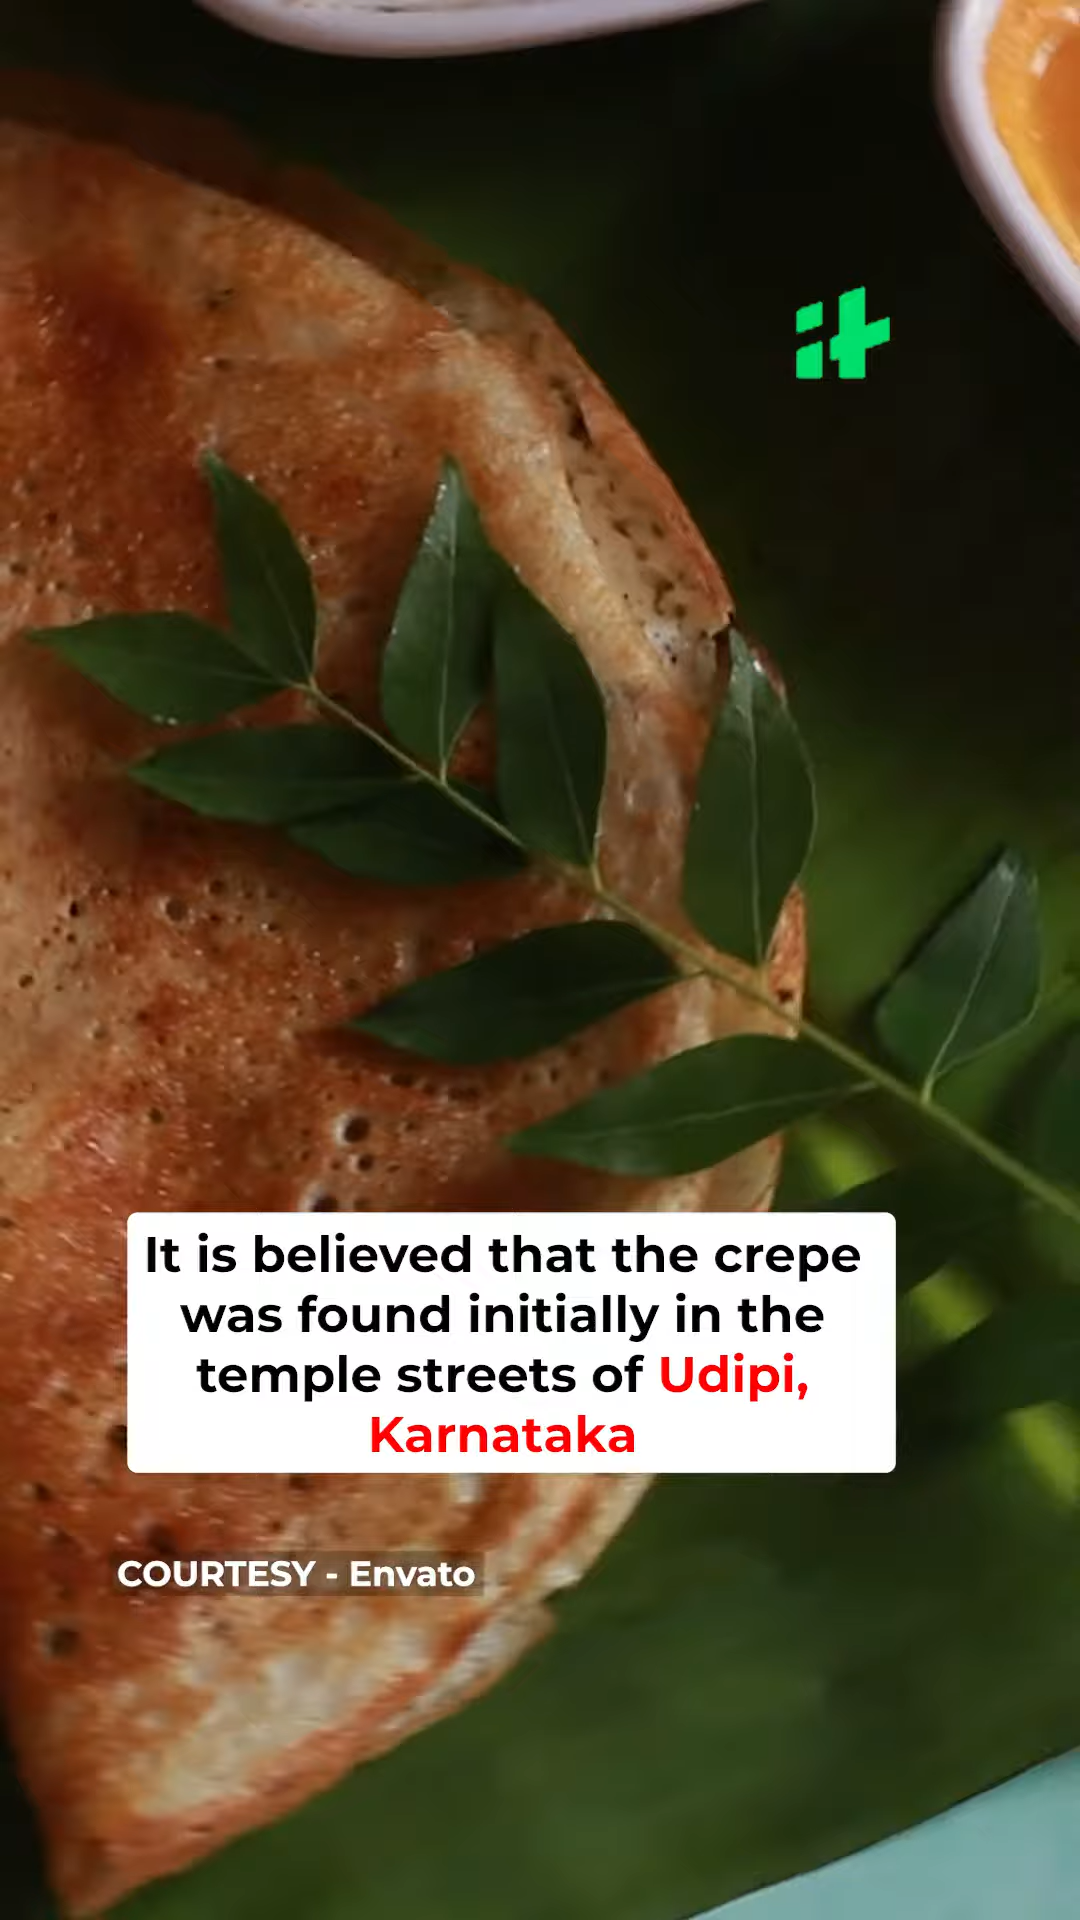 It is believed that the crepe
was found initially in the
temple streets of Udipi,
Karnataka
COURTESY - Envato